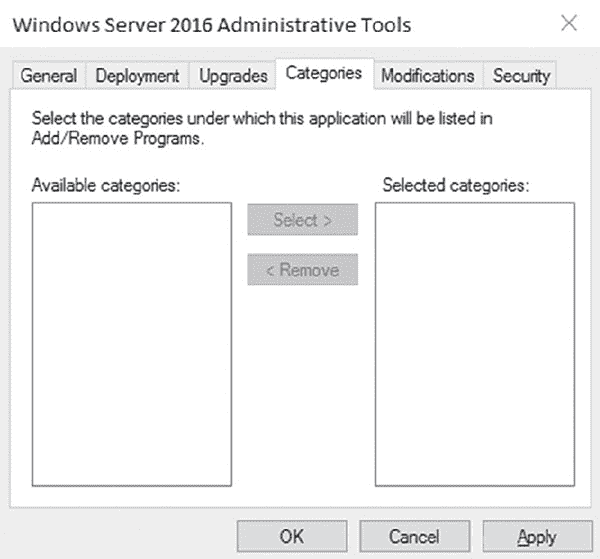 Windows Server 2016 Administrative Tools
General Deployment Upgrades Categories Modifications Security
Select the categories under which this application will be listed in
Add/Remove Programs.
Available categories:
Selected categories:
Select >
< Remove
OK Cancel Apply